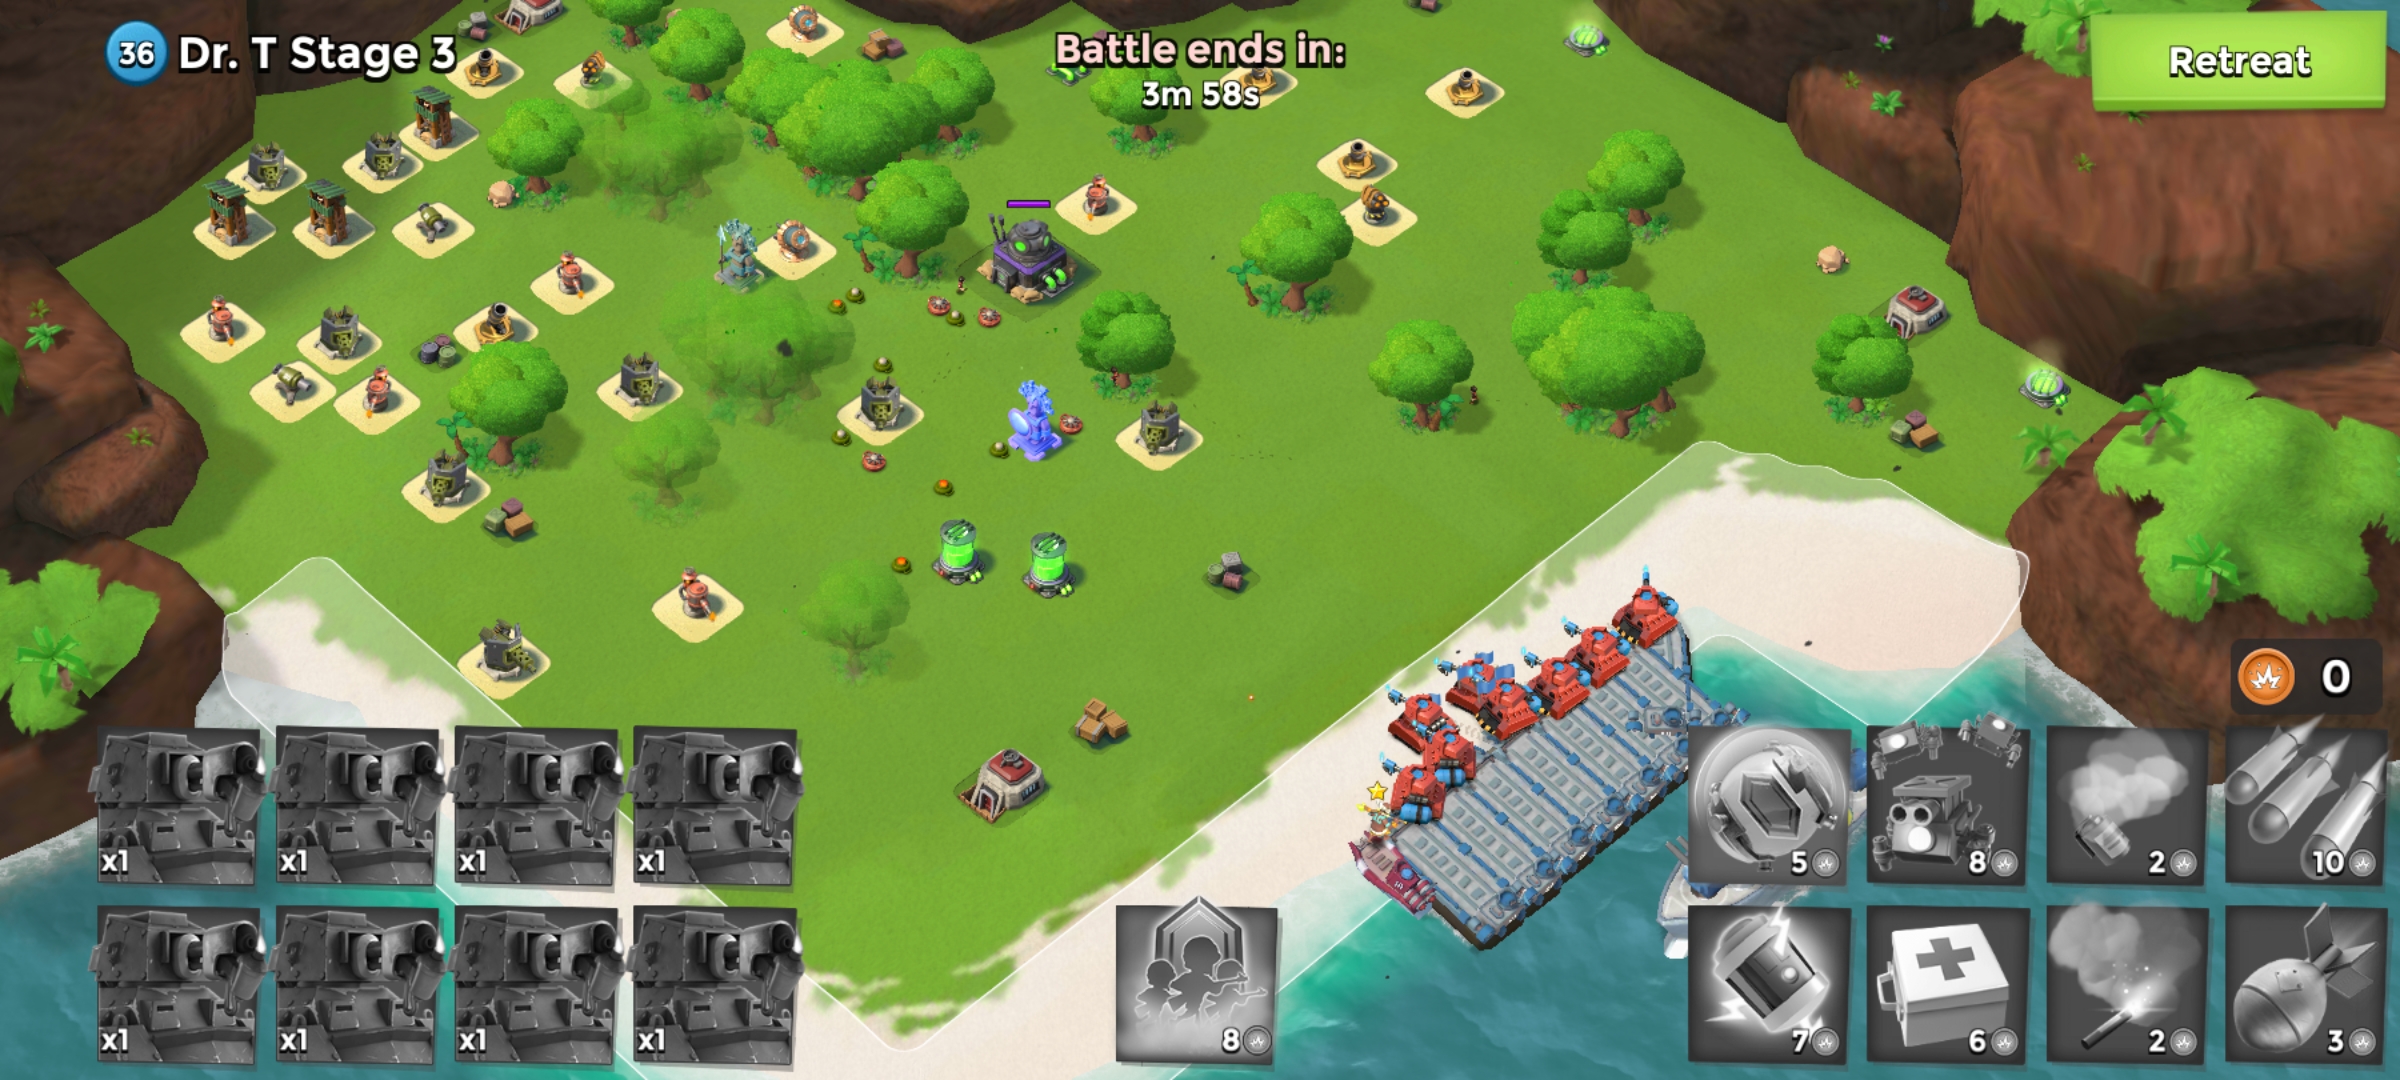 36 Dr. T Stage 3
Battle ends in:
3m 58s
Retreat
0
x1 x1 x1 x1
5 8 2 10
x1 x1 x1 x1
8
7 6 2 3